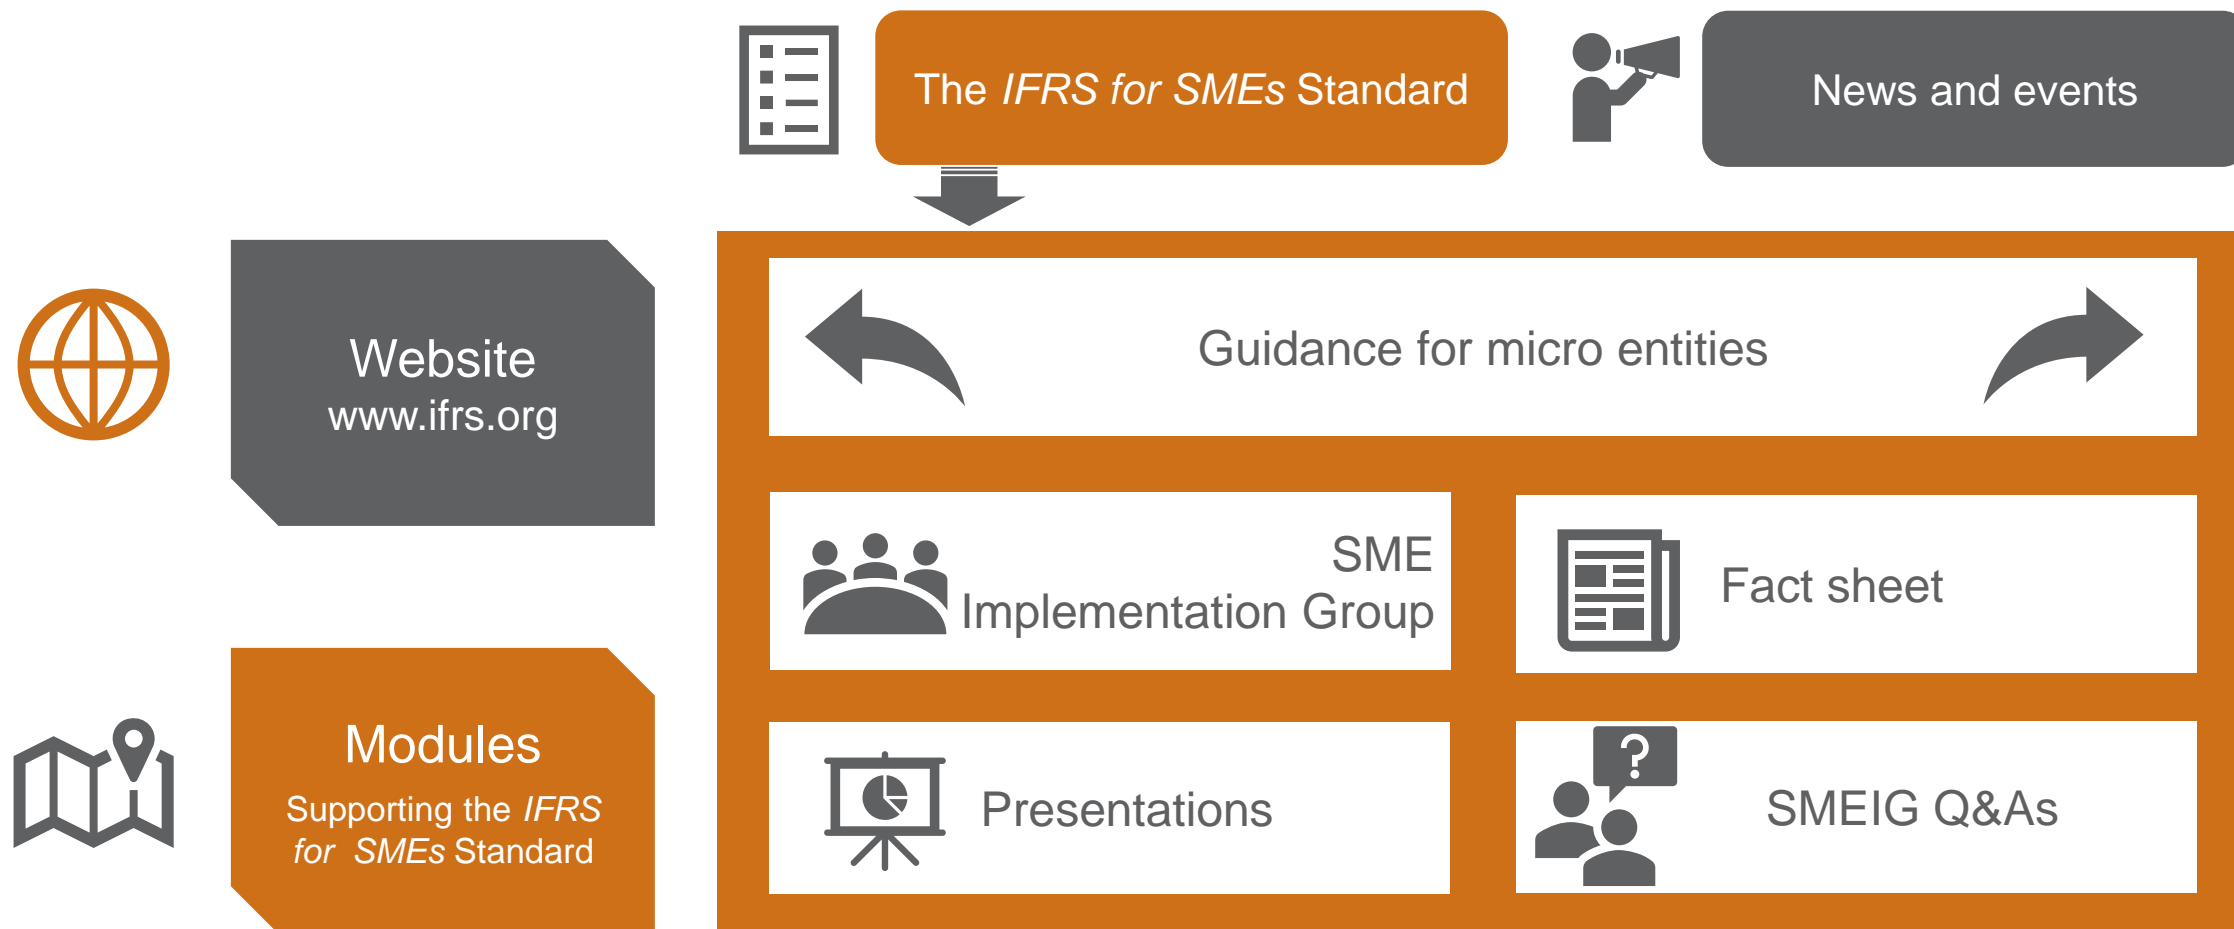 The IFRS for SMEs Standard
News and events
Website
www.ifrs.org
Guidance for micro entities
SME
Implementation Group
Fact sheet
Modules
Supporting the IFRS
for SMEs Standard
Presentations
?
SMEIG Q&As